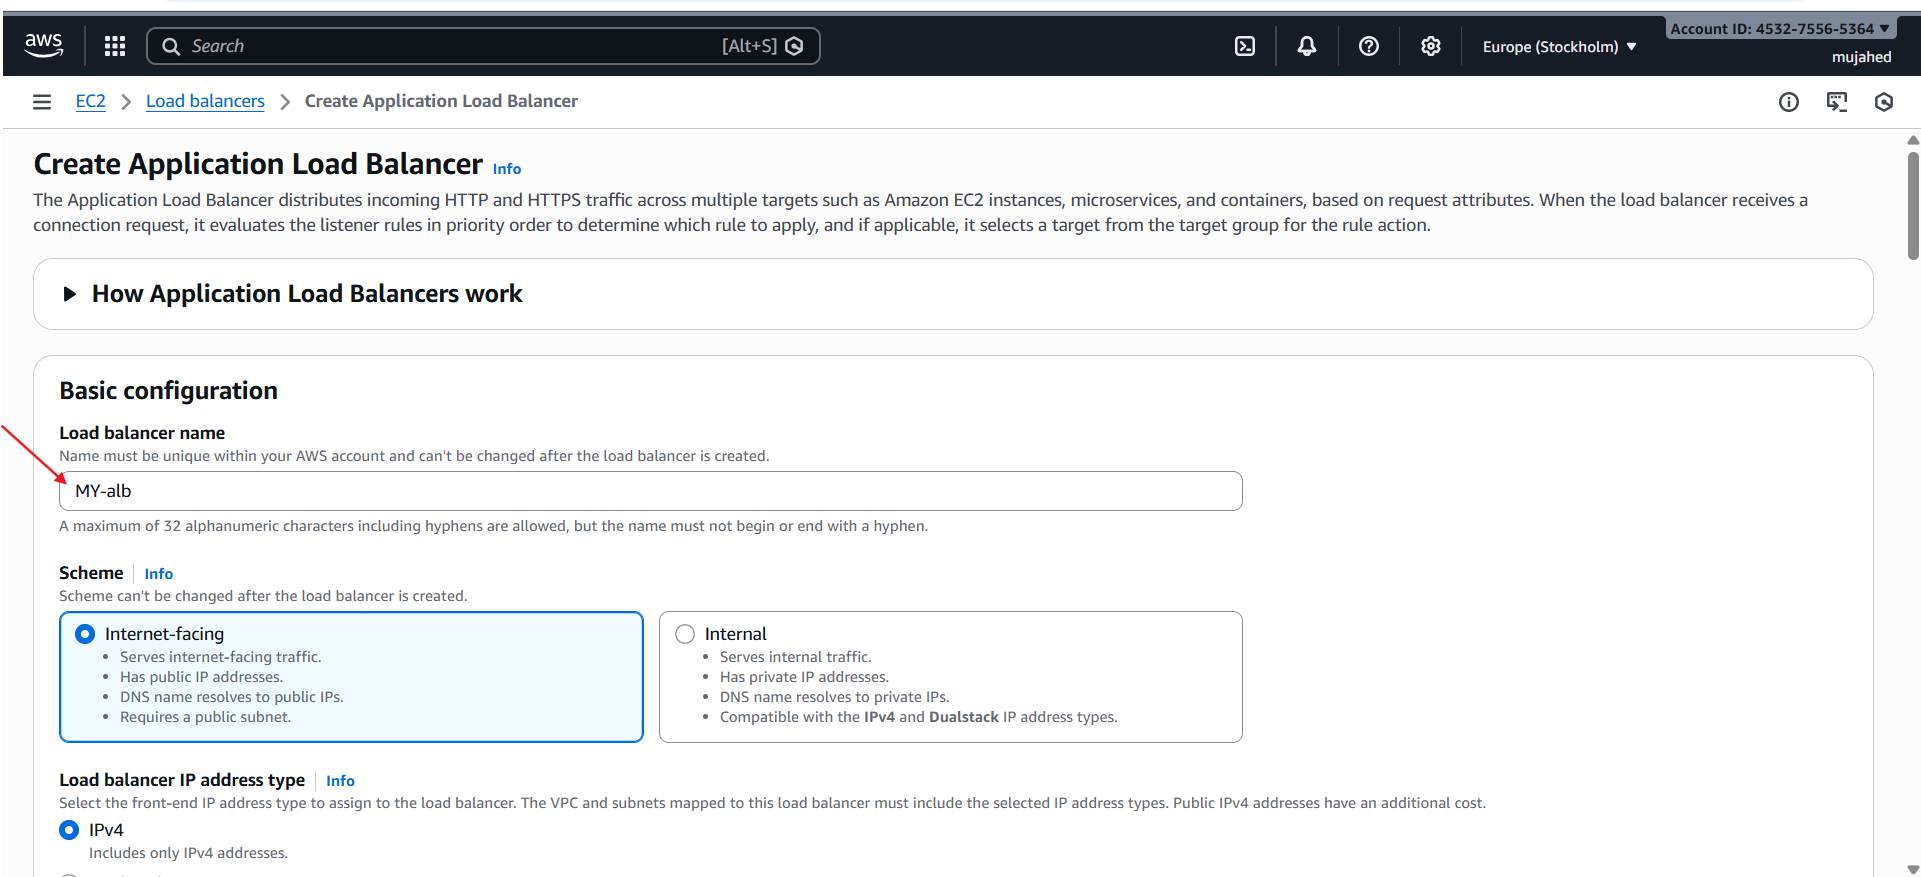 aws
Search [Alt+S]
Europe (Stockholm)
Account ID: 4532-7556-5364
mujahed
EC2 Load balancers Create Application Load Balancer
Create Application Load Balancer Info
The Application Load Balancer distributes incoming HTTP and HTTPS traffic across multiple targets such as Amazon EC2 instances, microservices, and containers, based on request attributes. When the load balancer receives a
connection request, it evaluates the listener rules in priority order to determine which rule to apply, and if applicable, it selects a target from the target group for the rule action.
How Application Load Balancers work
Basic configuration
Load balancer name
Name must be unique within your AWS account and can't be changed after the load balancer is created.
MY-alb
A maximum of 32 alphanumeric characters including hyphens are allowed, but the name must not begin or end with a hyphen.
Scheme Info
Scheme can't be changed after the load balancer is created.
Internet-facing
• Serves internet-facing traffic.
• Has public IP addresses.
• DNS name resolves to public IPs.
• Requires a public subnet.
Internal
• Serves internal traffic.
• Has private IP addresses.
• DNS name resolves to private IPs.
• Compatible with the IPv4 and Dualstack IP address types.
Load balancer IP address type Info
Select the front-end IP address type to assign to the load balancer. The VPC and subnets mapped to this load balancer must include the selected IP address types. Public IPv4 addresses have an additional cost.
IPv4
Includes only IPv4 addresses.